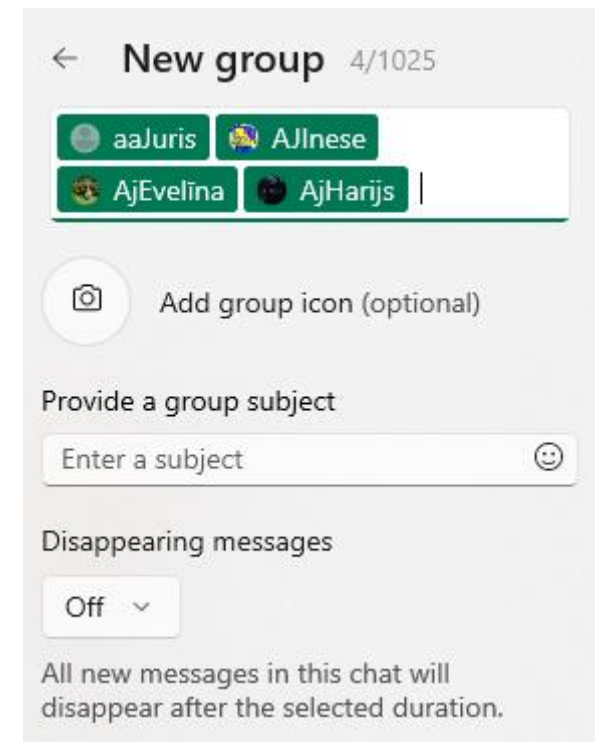 New group 4/1025
aaJuris AJInese
AjEvelīna AjHarijs
Add group icon (optional)
Provide a group subject
Enter a subject
Disappearing messages
Off
All new messages in this chat will
disappear after the selected duration.